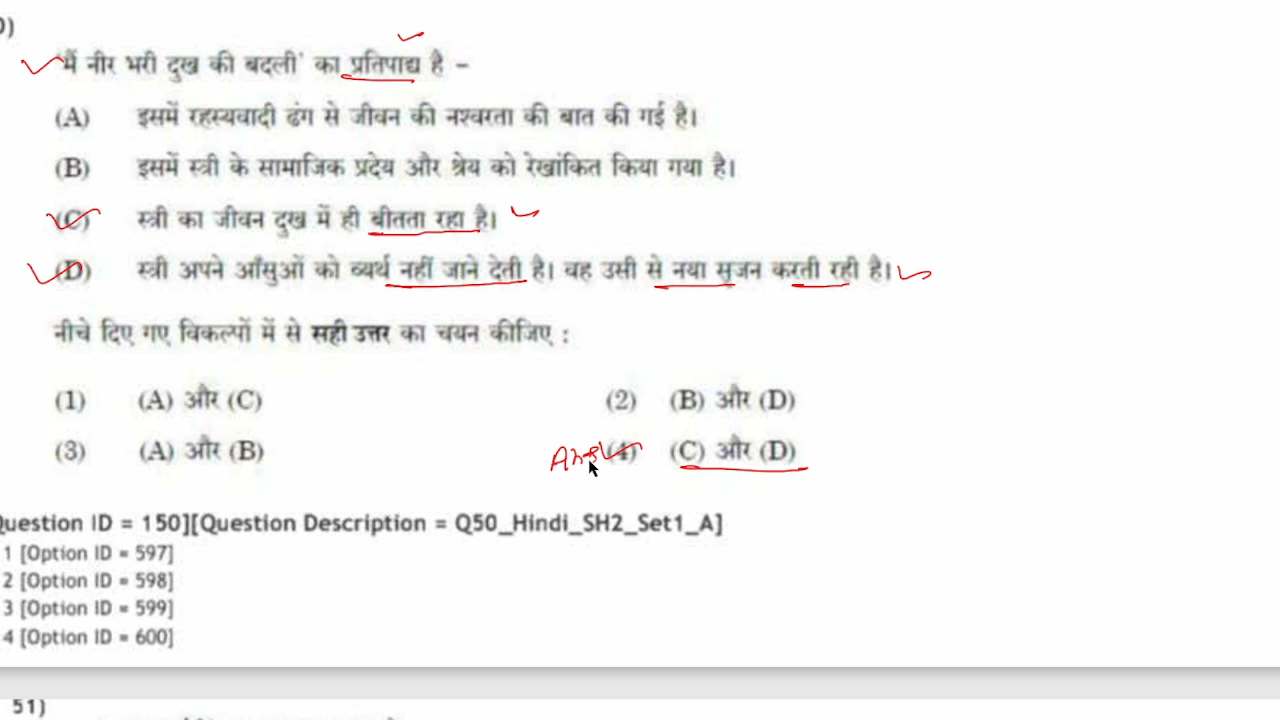 0)
'मैं नीर भरी दुख की बदली' का प्रतिपाद्य है –
(A) इसमें रहस्यवादी ढंग से जीवन की नश्वरता की बात की गई है।
(B) इसमें स्त्री के सामाजिक प्रदेय और श्रेय को रेखांकित किया गया है।
(C) स्त्री का जीवन दुख में ही बीतता रहा है।
(D) स्त्री अपने आँसुओं को व्यर्थ नहीं जाने देती है। वह उसी से नया सृजन करती रही है।
नीचे दिए गए विकल्पों में से सही उत्तर का चयन कीजिए :
(1) (A) और (C) (2) (B) और (D)
(3) (A) और (B) Ans (4) (C) और (D)
Question ID = 150][Question Description = Q50_Hindi_SH2_Set1_A]
1 [Option ID = 597]
2 [Option ID = 598]
3 [Option ID = 599]
4 [Option ID = 600]
51)